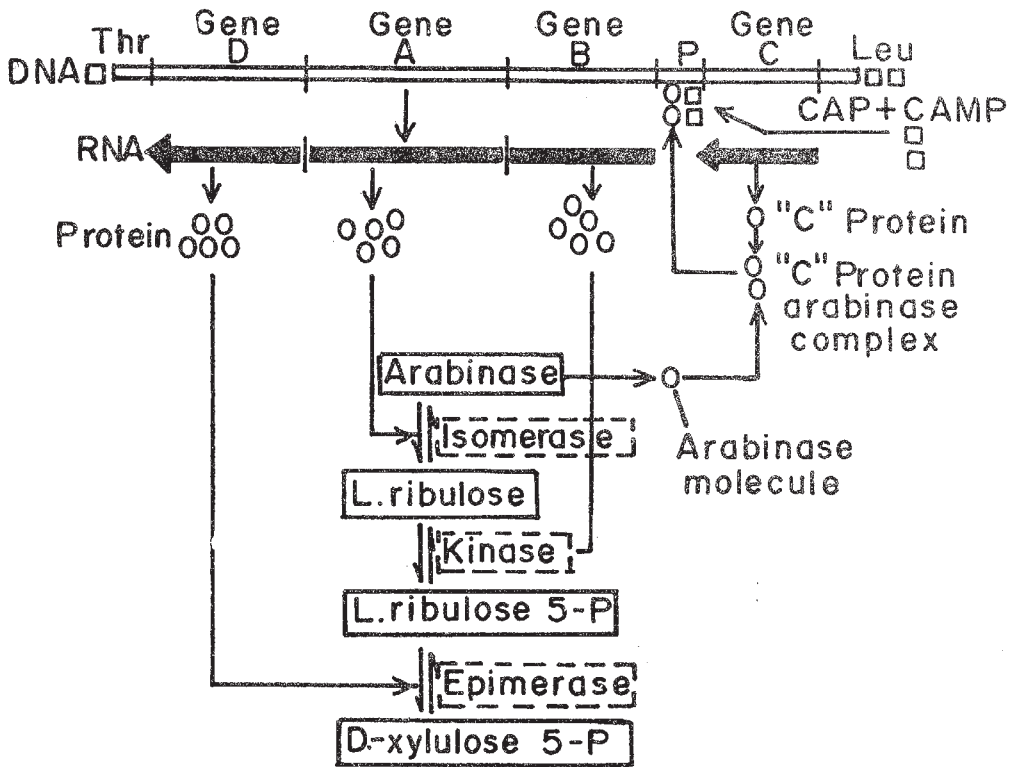 Gene Gene Gene Gene
Thr D A B P C Leu
DNA
CAP+CAMP
RNA
Protein
"C" Protein
"C" Protein
arabinase
complex
Arabinase
Isomerase
Arabinase
molecule
L.ribulose
Kinase
L.ribulose 5-P
Epimerase
D-xylulose 5-P